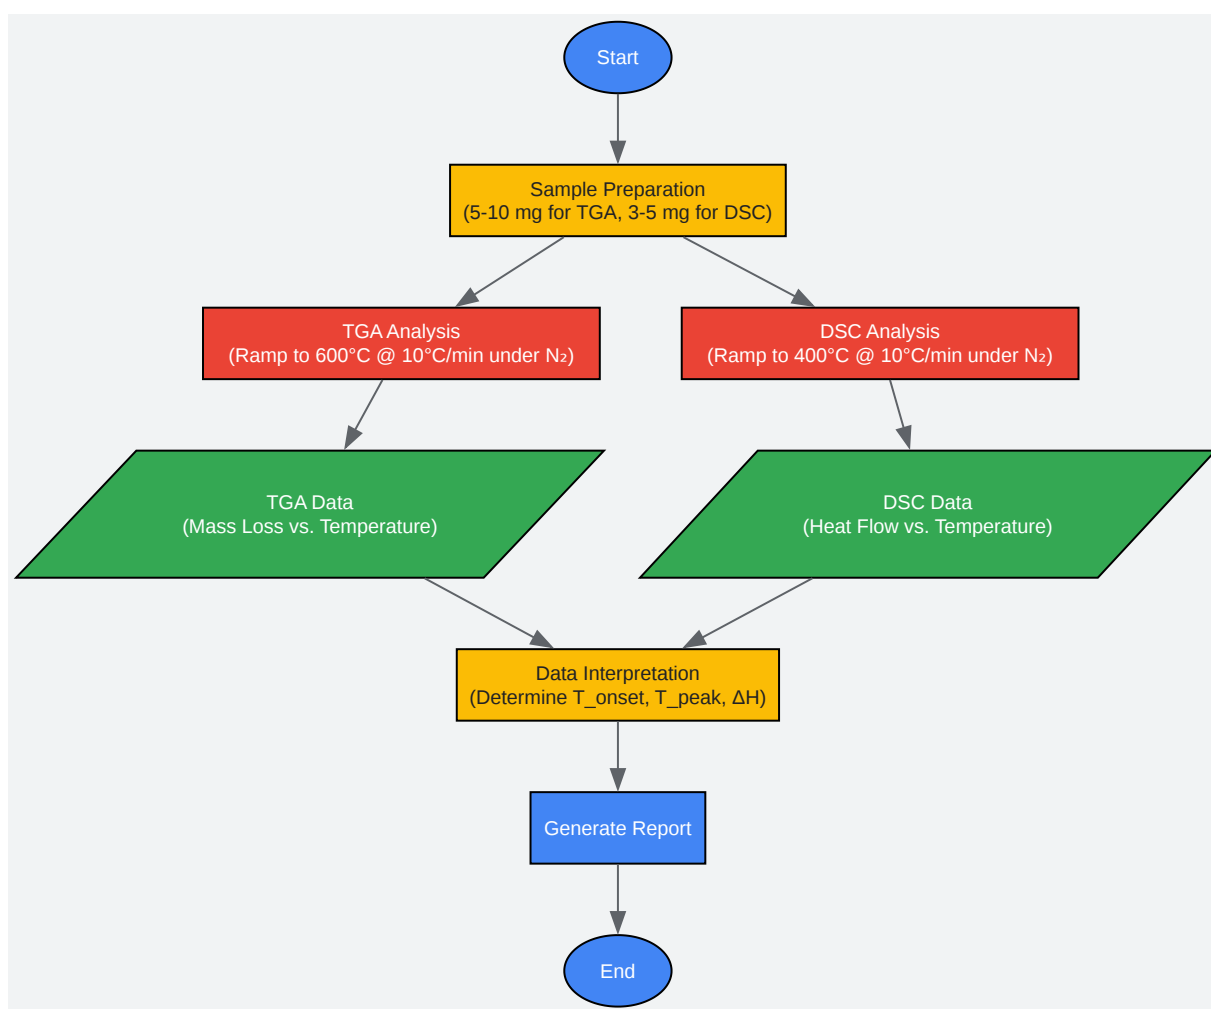 Start
Sample Preparation
(5-10 mg for TGA, 3-5 mg for DSC)
TGA Analysis
(Ramp to 600°C @ 10°C/min under N₂)
DSC Analysis
(Ramp to 400°C @ 10°C/min under N₂)
TGA Data
(Mass Loss vs. Temperature)
DSC Data
(Heat Flow vs. Temperature)
Data Interpretation
(Determine T_onset, T_peak, ΔH)
Generate Report
End